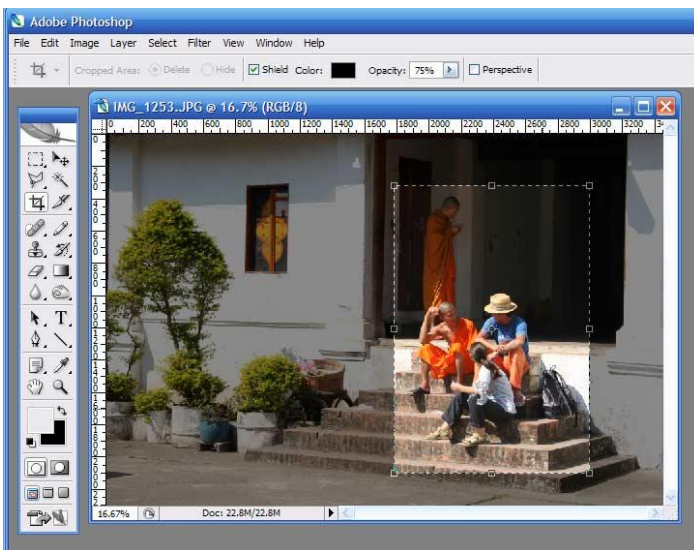 Adobe Photoshop
File Edit Image Layer Select Filter View Window Help
Cropped Area: Delete Hide Shield Color: Opacity: 75% Perspective
IMG_1253.JPG @ 16.7% (RGB/8)
0 200 400 600 800 1000 1200 1400 1600 1800 2000 2200 2400 2600 2800 3000 3200
T
16.67% Doc: 22.8M/22.8M